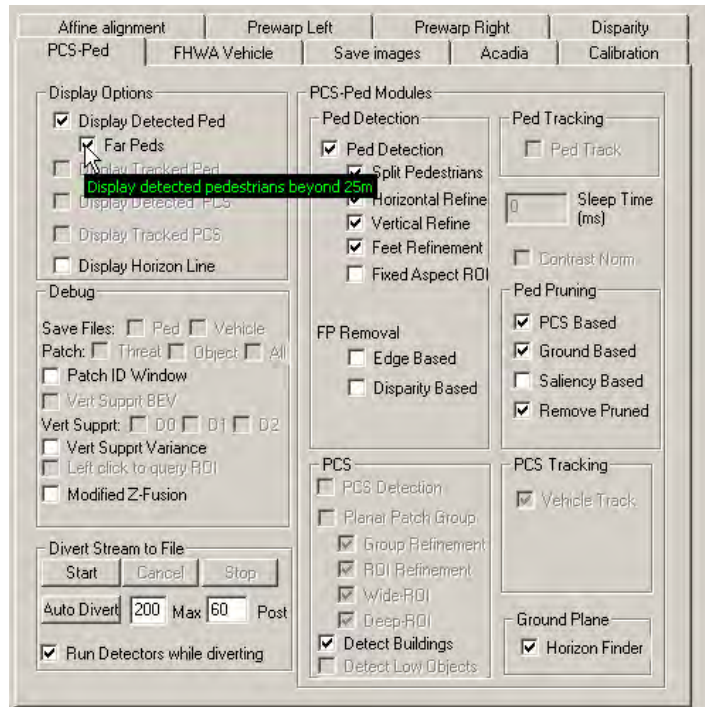 Affine alignment Prewarp Left Prewarp Right Disparity
PCS-Ped FHWA Vehicle Save images Acadia Calibration
Display Options
Display Detected Ped
Far Peds
Display Tracked Ped
Display detected pedestrians beyond 25m
Display Detected PCS
Display Tracked PCS
Display Horizon Line
Debug
Save Files: Ped Vehicle
Patch: Threat Object All
Patch ID Window
Vert Supprt BEV
Vert Supprt: D0 D1 D2
Vert Supprt Variance
Left click to query ROI
Modified Z-Fusion
Divert Stream to File
Start Cancel Stop
Auto Divert 200 Max 60 Post
Run Detectors while diverting
PCS-Ped Modules
Ped Detection
Ped Detection
Split Pedestrians
Horizontal Refine
Vertical Refine
Feet Refinement
Fixed Aspect ROI
FP Removal
Edge Based
Disparity Based
PCS
PCS Detection
Planar Patch Group
Group Refinement
ROI Refinement
Wide-ROI
Deep-ROI
Detect Buildings
Detect Low Objects
Ped Tracking
Ped Track
0 Sleep Time
(ms)
Contrast Norm
Ped Pruning
PCS Based
Ground Based
Saliency Based
Remove Pruned
PCS Tracking
Vehicle Track
Ground Plane
Horizon Finder